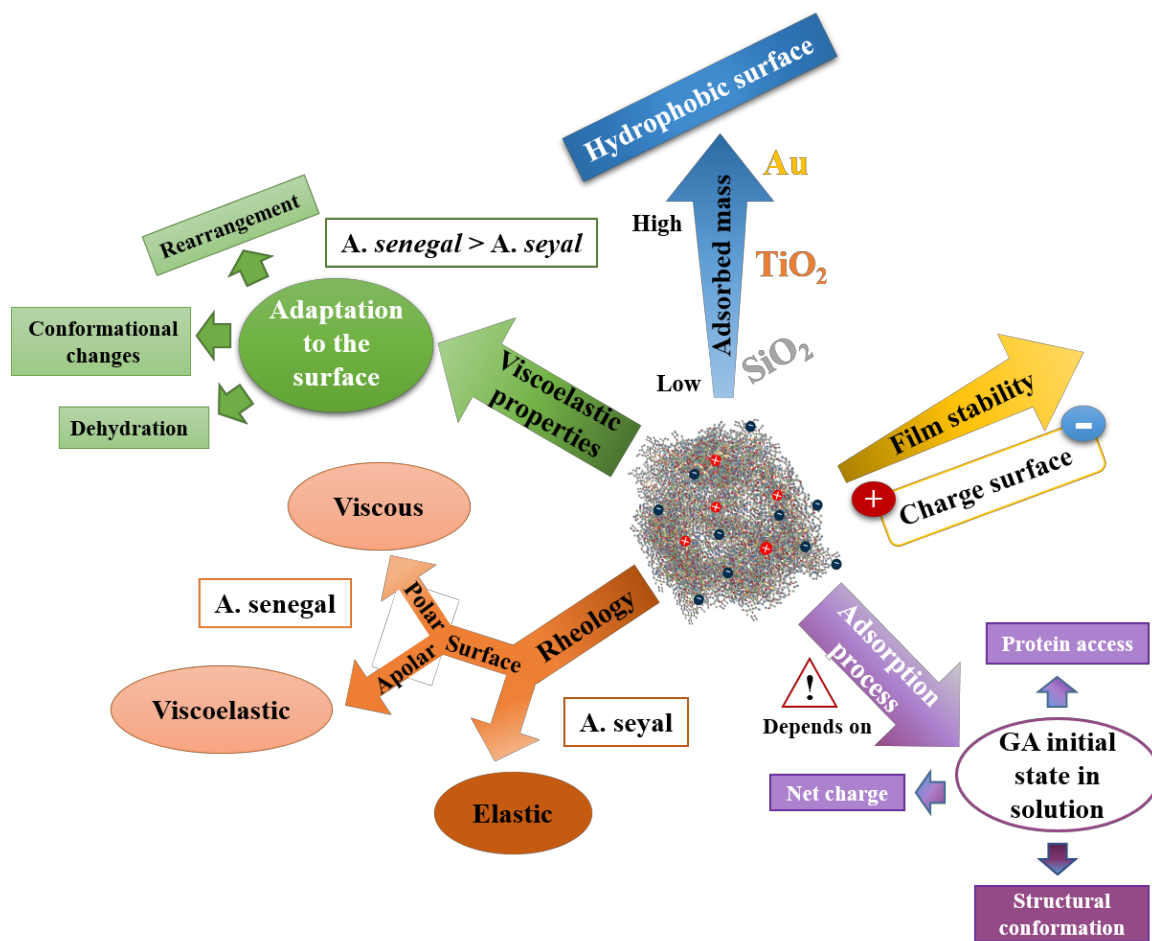 Hydrophobic surface
Au
High
Adsorbed mass
TiO₂
SiO₂
Low
Rearrangement
A. senegal > A. seyal
Conformational
changes
Adaptation
to the
surface
Dehydration
Viscoelastic
properties
Film stability
−
+
Charge surface
Viscous
A. senegal
Polar
Apolar
Surface
Rheology
Viscoelastic
A. seyal
Elastic
Adsorption
process
!
Depends on
Protein access
GA initial
state in
solution
Net charge
Structural
conformation